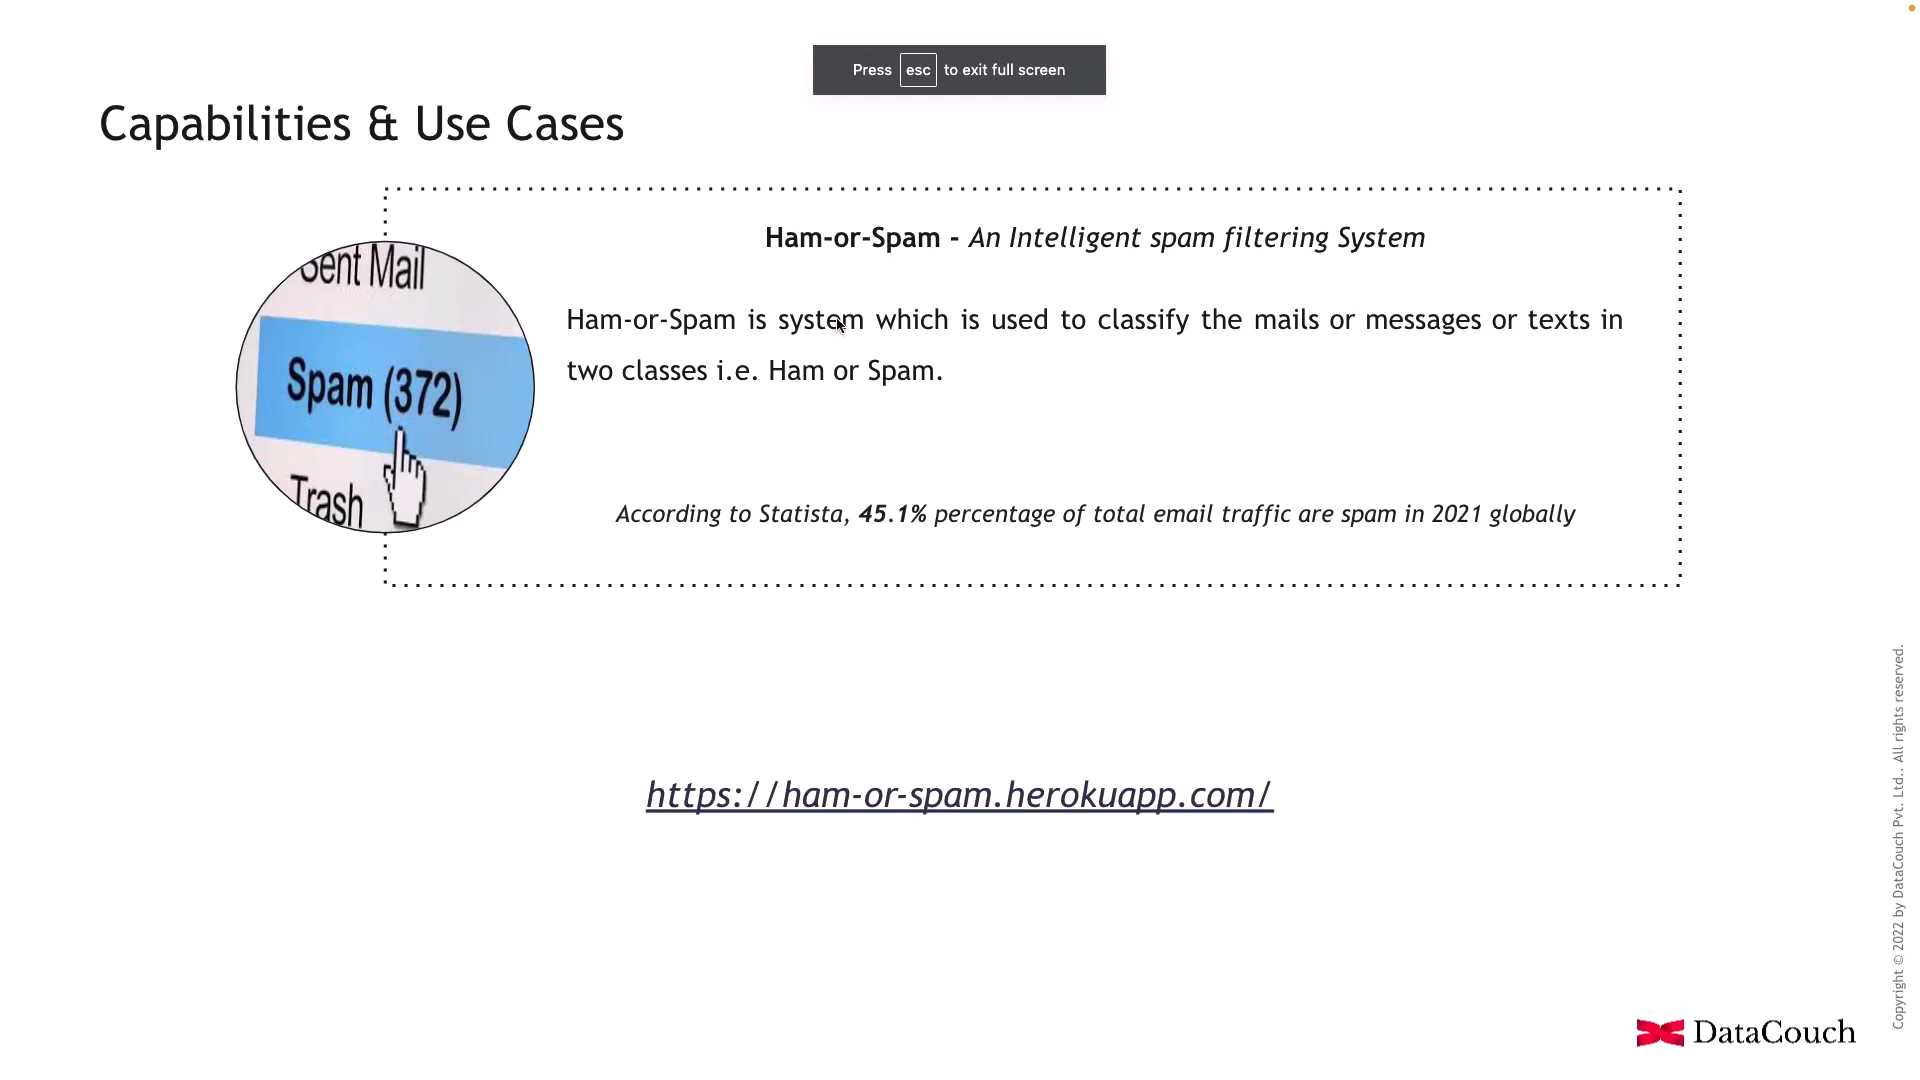 Press esc to exit full screen
Capabilities & Use Cases
Ham-or-Spam - An Intelligent spam filtering System
Ham-or-Spam is system which is used to classify the mails or messages or texts in
two classes i.e. Ham or Spam.
According to Statista, 45.1% percentage of total email traffic are spam in 2021 globally
Sent Mail
Spam (372)
Trash
https://ham-or-spam.herokuapp.com/
Copyright © 2022 by DataCouch Pvt. Ltd.. All rights reserved.
DataCouch